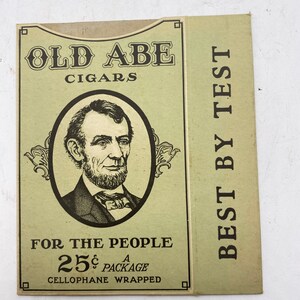 OLD ABE
CIGARS
FOR THE PEOPLE
25¢ A PACKAGE
CELLOPHANE WRAPPED
BEST BY TEST